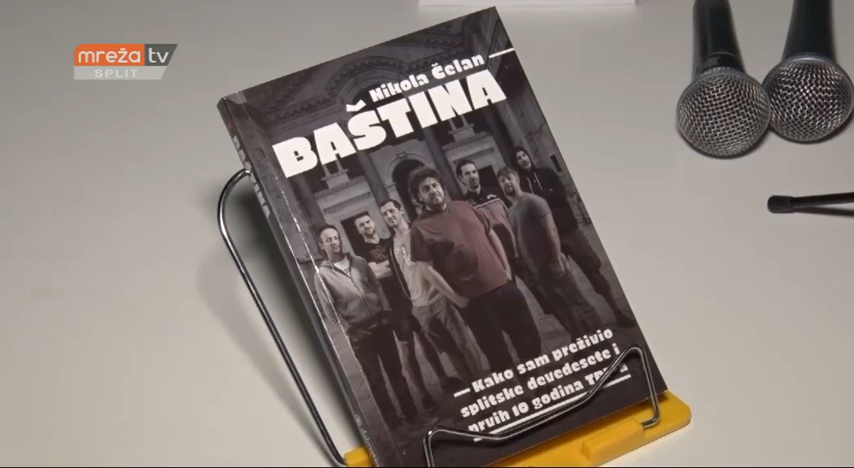 mreža tv
SPLIT
Nikola Čelan
BAŠTINA
Kako sam preživio
splitske devedesete i
prvih 10 godina